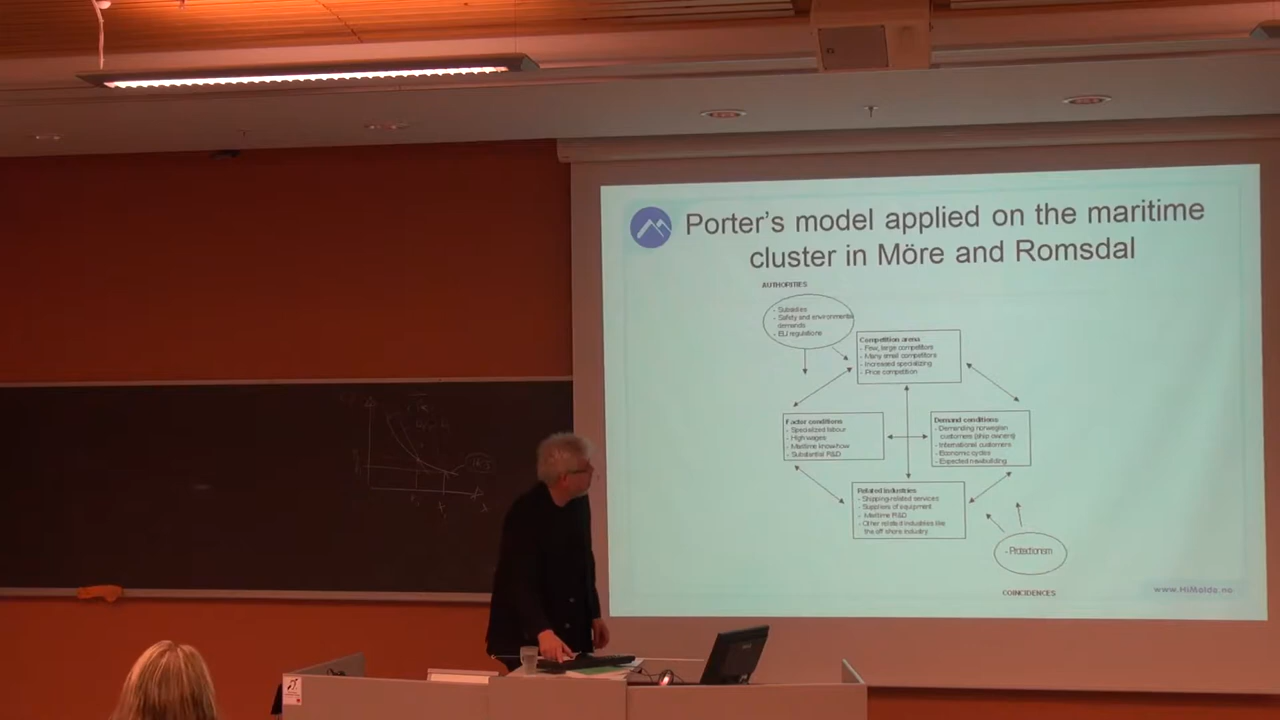 Porter's model applied on the maritime
cluster in Möre and Romsdal
AUTHORITIES
- Subsidies
- Safety and environmental
demands
- EU regulations
Competition arena
- Few, large competitors
- Many small competitors
- Increased specializing
- Price competition
Factor conditions
- Specialized labour
- High wages
- Maritime know-how
- Substantial R&D
Demand conditions
- Demanding norwegian
customers (ship owners)
- International customers
- Economic cycles
- Expected newbuilding
Related industries
- Shipping-related services
- Suppliers of equipment
- Maritime R&D
- Other related industries like
the off shore industry
- Protectionism
COINCIDENCES
www.HiMolde.no